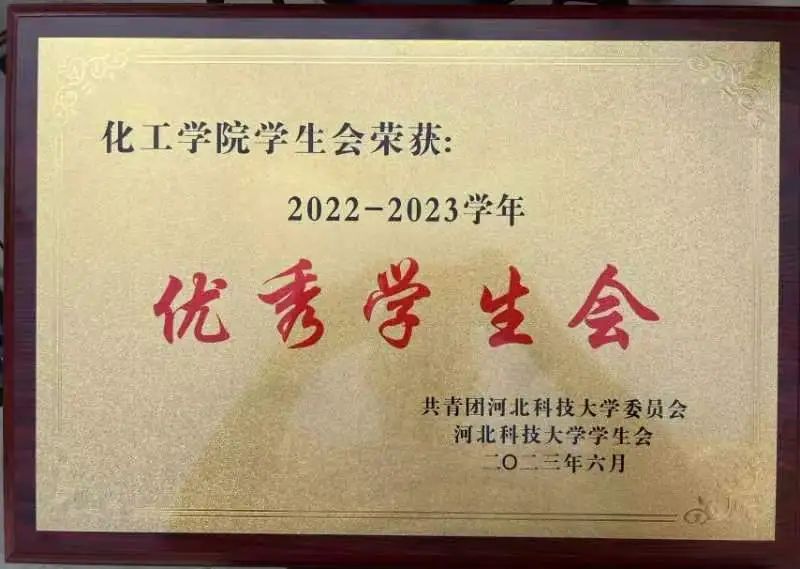 化工学院学生会荣获:
2022-2023学年
优秀学生会
共青团河北科技大学委员会
河北科技大学学生会
二〇二三年六月